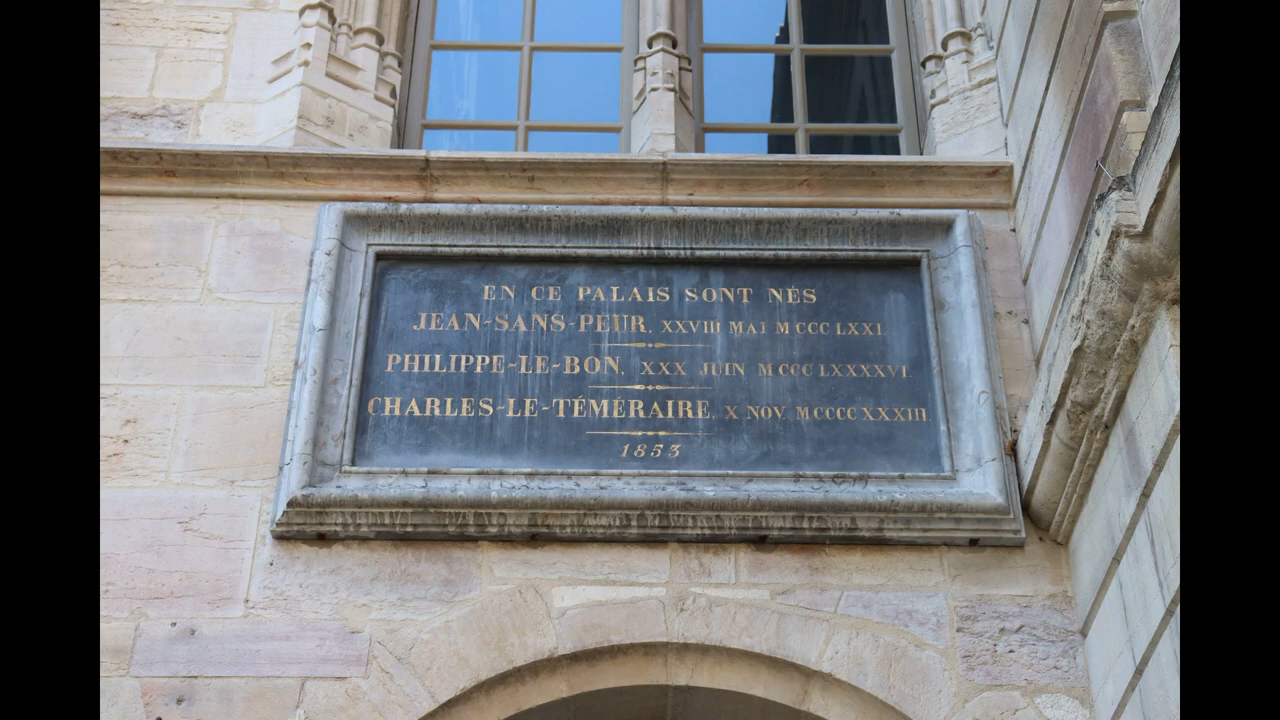 EN CE PALAIS SONT NÉS
JEAN-SANS-PEUR, XXVIII MAI M CCC LXXI.
PHILIPPE-LE-BON, XXX JUIN M CCC LXXXXVI.
CHARLES-LE-TÉMÉRAIRE, X NOV. M CCCC XXXIII.
1853